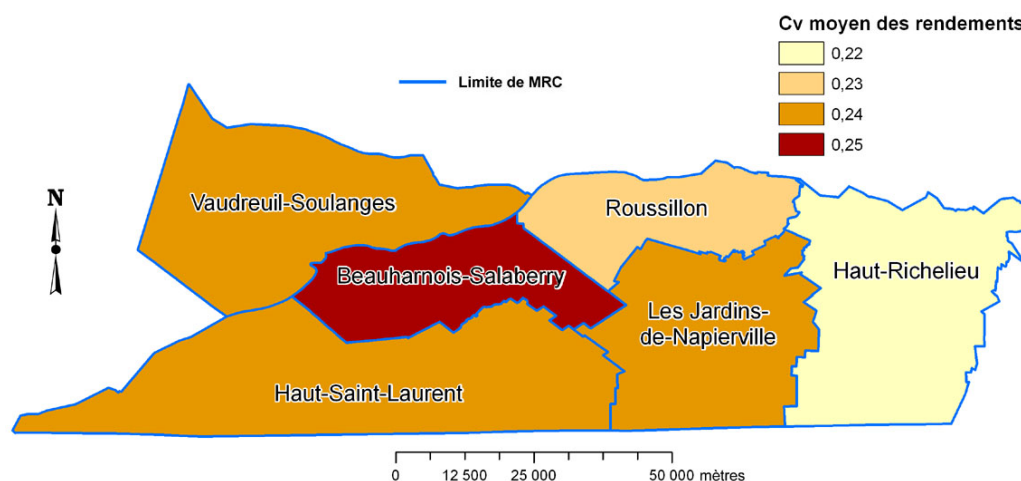 Cv moyen des rendements
0,22
0,23
0,24
0,25
Limite de MRC
N
Vaudreuil-Soulanges
Roussillon
Beauharnois-Salaberry
Haut-Richelieu
Les Jardins-
de-Napierville
Haut-Saint-Laurent
0 12 500 25 000 50 000 mètres